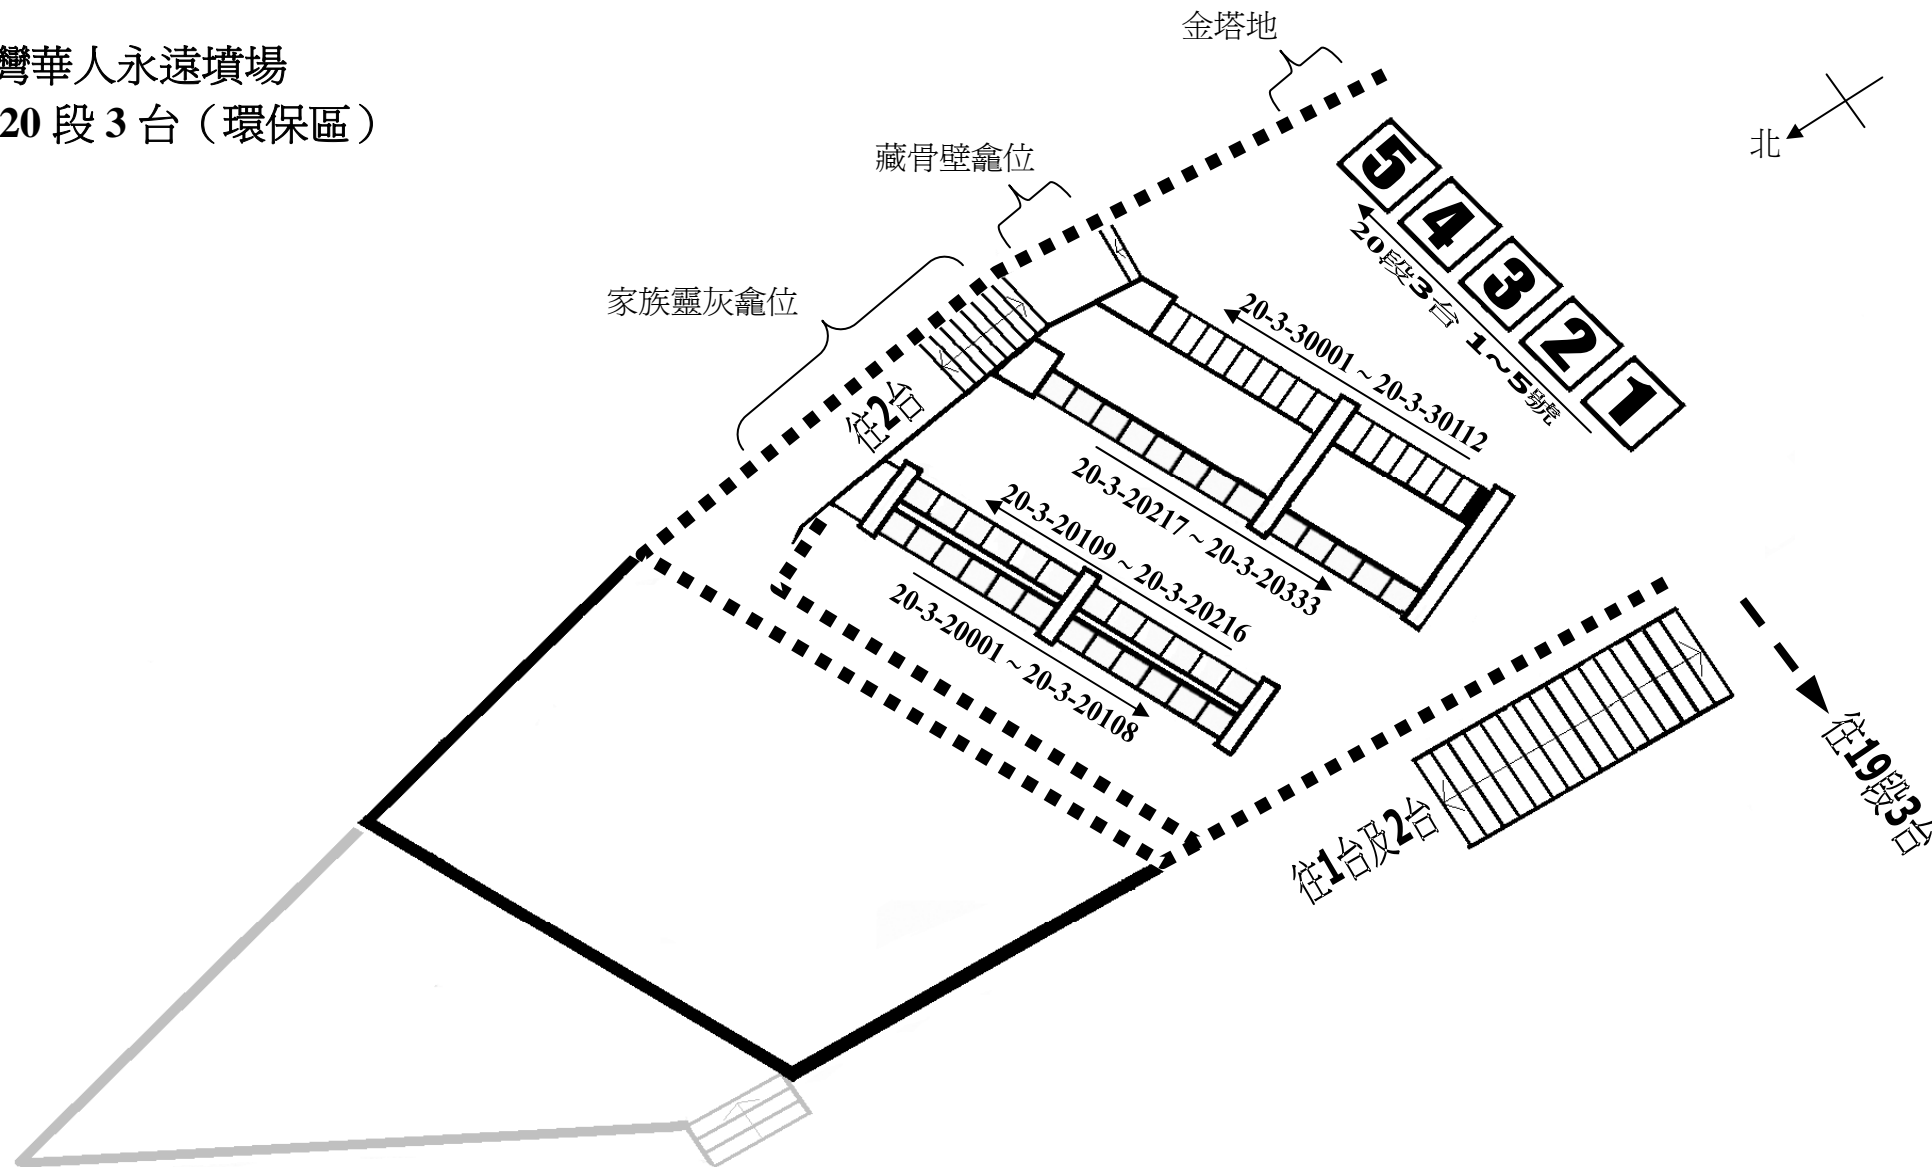 灣華人永遠墳場
20 段 3 台（環保區）
金塔地
北
藏骨壁龕位
家族靈灰龕位
5
4
3
2
1
20段3台 1~5號
往2台
20-3-30001 ~ 20-3-30112
20-3-20217 ~ 20-3-20333
20-3-20109 ~ 20-3-20216
20-3-20001 ~ 20-3-20108
往1台及2台
往19段3台